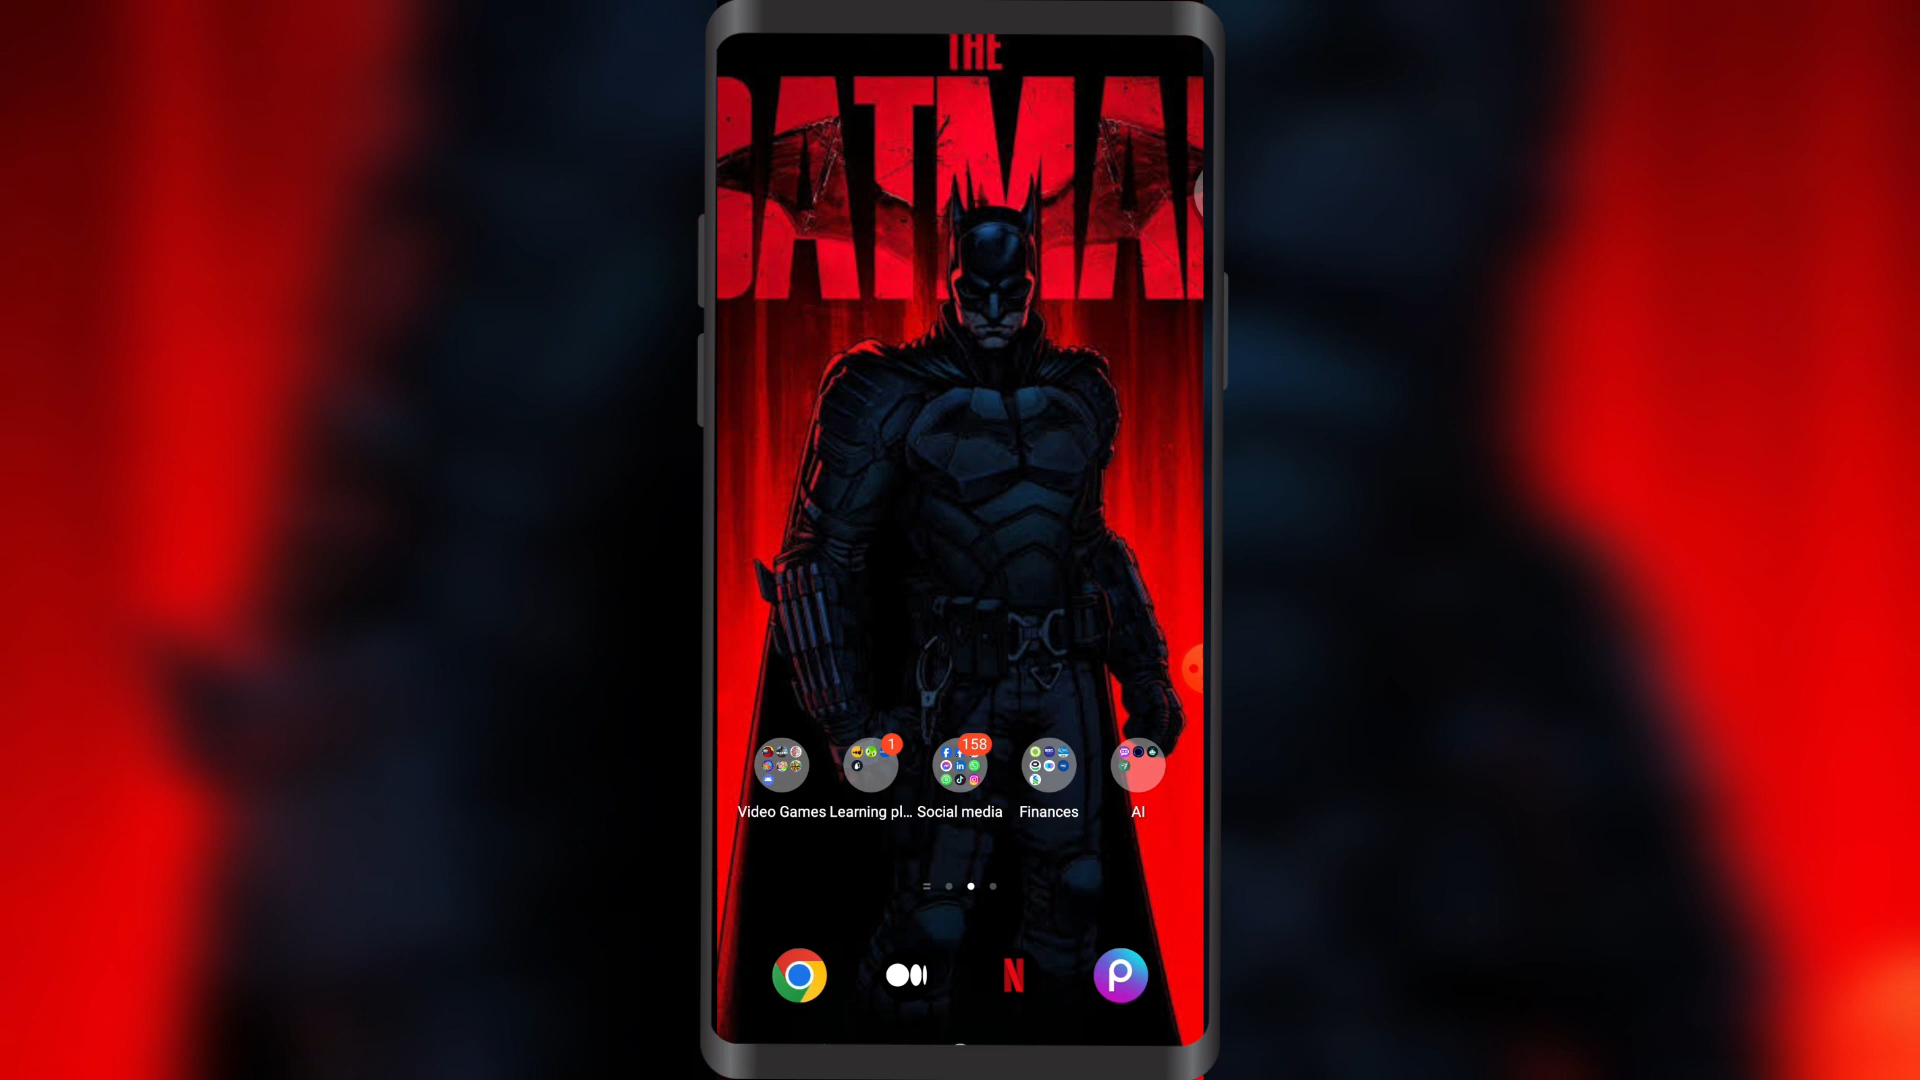 THE
BATMAN
1
158
Video Games
Learning pl...
Social media
Finances
AI
N